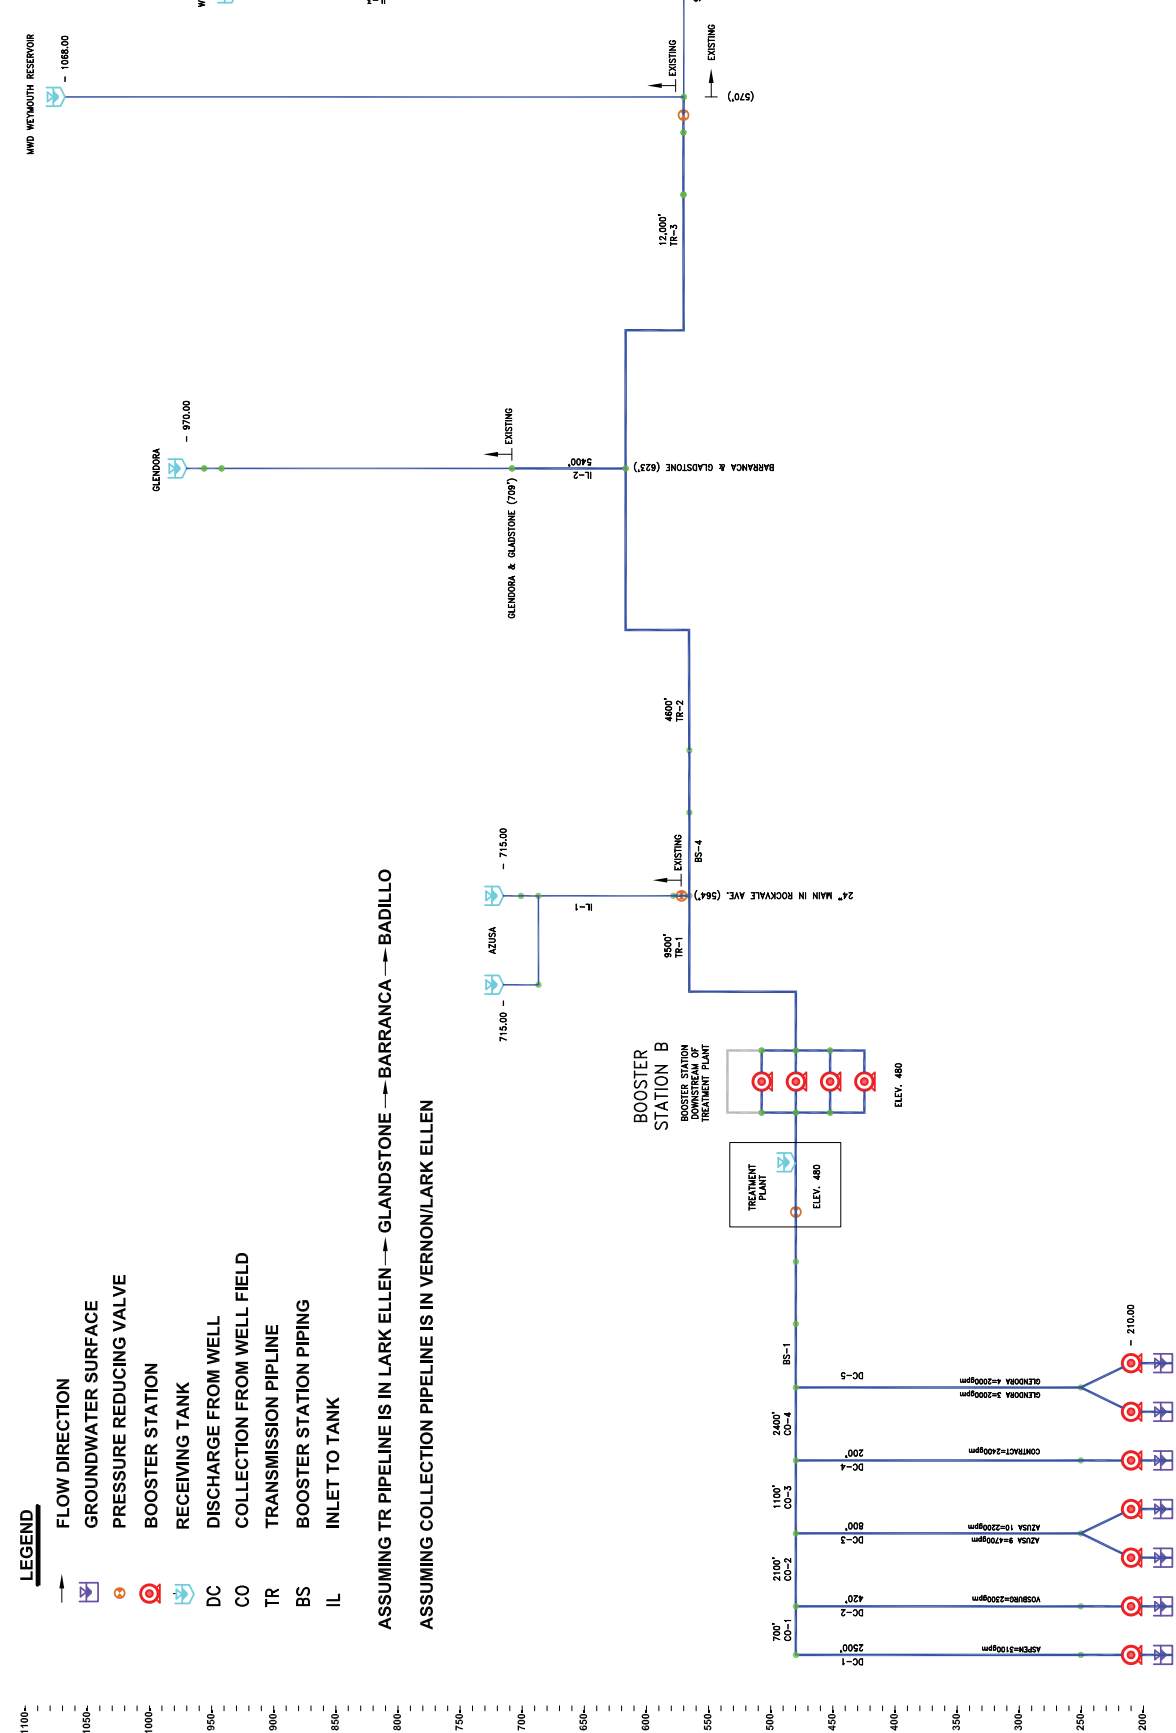 LEGEND
FLOW DIRECTION
GROUNDWATER SURFACE
PRESSURE REDUCING VALVE
BOOSTER STATION
RECEIVING TANK
DC DISCHARGE FROM WELL
CO COLLECTION FROM WELL FIELD
TR TRANSMISSION PIPLINE
BS BOOSTER STATION PIPING
IL INLET TO TANK
ASSUMING TR PIPELINE IS IN LARK ELLEN GLANDSTONE BARRANCA BADILLO
ASSUMING COLLECTION PIPELINE IS IN VERNON/LARK ELLEN
1100-
1050-
1000-
950-
900-
850-
800-
750-
700-
650-
600-
550-
500-
450-
400-
350-
300-
250-
200-
MWD WEYMOUTH RESERVOIR
- 1068.00
EXISTING
EXISTING
(570')
12,000'
TR-3
GLENDORA
- 970.00
EXISTING
GLENDORA & GLADSTONE (709')
5400'
IL-2
BARRANCA & GLADSTONE (623')
4600'
TR-2
715.00 -
AZUSA
- 715.00
IL-1
EXISTING
BS-4
24" MAIN IN ROCKVALE AVE. (564')
9500'
TR-1
BOOSTER
STATION B
BOOSTER STATION
DOWNSTREAM OF
TREATMENT PLANT
ELEV. 480
TREATMENT
PLANT
ELEV. 480
BS-1
2400'
CO-4
1100'
CO-3
2100'
CO-2
700'
CO-1
2500'
DC-1
420'
DC-2
800'
DC-3
200'
DC-4
DC-5
ASPEN=3100gpm
VOSBURG=2500gpm
AZUSA 9=4700gpm
AZUSA 10=2200gpm
CONTRACT=2400gpm
GLENDORA 3=2000gpm
GLENDORA 4=2000gpm
- 210.00